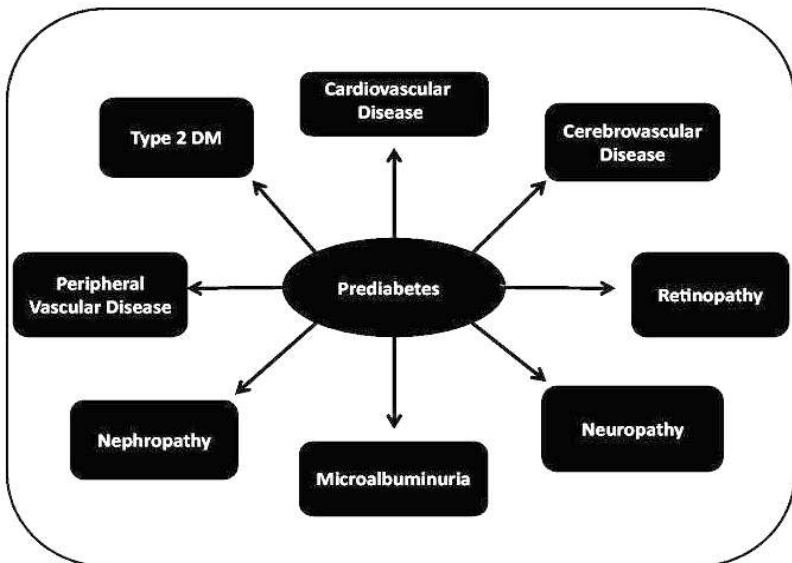 Cardiovascular
Disease
Type 2 DM
Cerebrovascular
Disease
Peripheral
Vascular Disease
Prediabetes
Retinopathy
Nephropathy
Neuropathy
Microalbuminuria